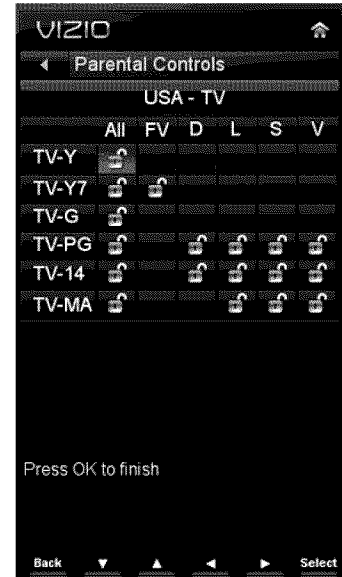 VIZIO
Parental Controls
USA - TV
All FV D L S V
TV-Y
TV-Y7
TV-G
TV-PG
TV-14
TV-MA
Press OK to finish
Back Select